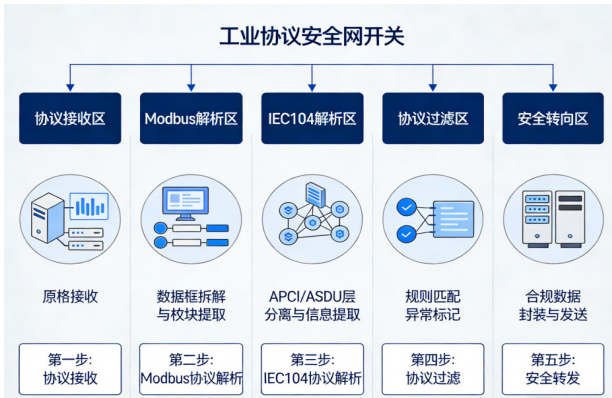 工业协议安全网开关
协议接收区
Modbus解析区
IEC104解析区
协议过滤区
安全转向区
原格接收
数据框拆解
与枚块提取
APCI/ASDU层
分离与信息提取
规则匹配
异常标记
合规数据
封装与发送
第一步:
协议接收
第二步:
Modbus协议解析
第三步:
IEC104协议解析
第四步:
协议过滤
第五步:
安全转发